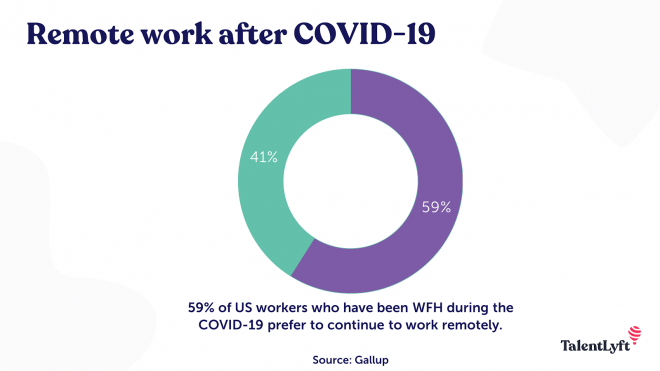 Remote work after COVID-19
41%
59%
59% of US workers who have been WFH during the
COVID-19 prefer to continue to work remotely.
TalentLyft
Source: Gallup